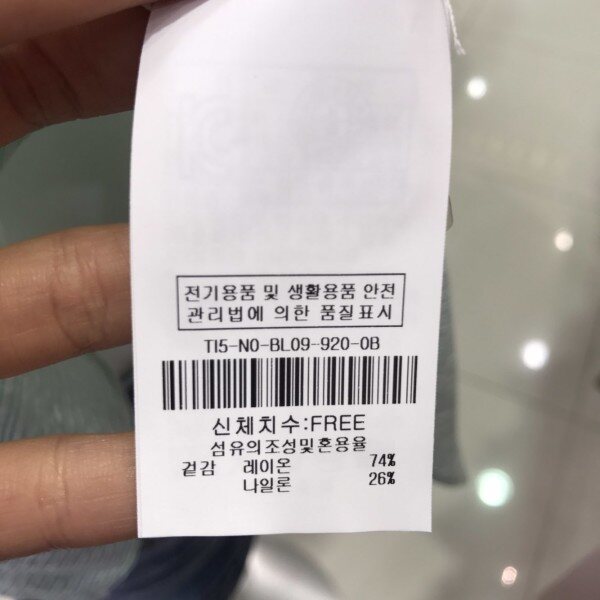 전기용품 및 생활용품 안전
관리법에 의한 품질표시
TI5-N0-BL09-920-0B
신체치수:FREE
섬유의조성및혼용율
겉감 레이온 74%
나일론 26%